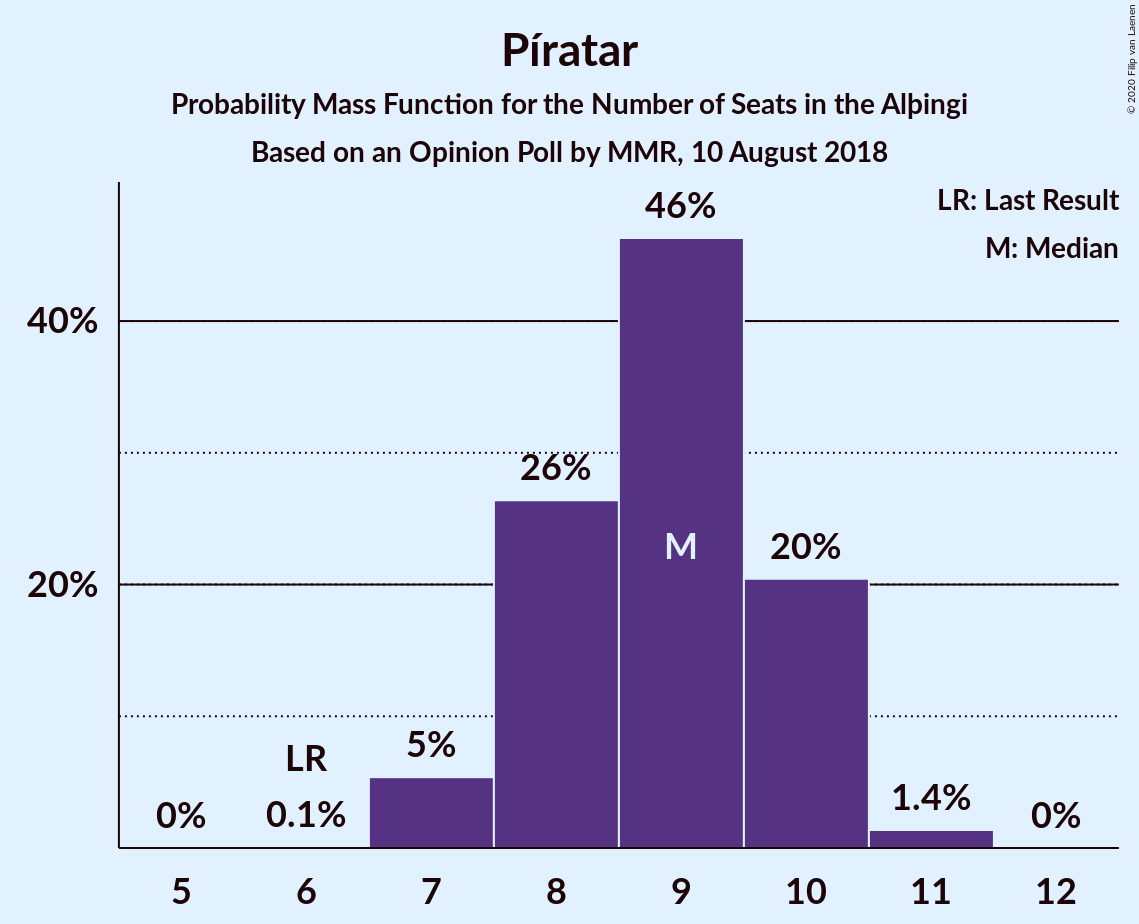 Píratar
Probability Mass Function for the Number of Seats in the Alþingi
Based on an Opinion Poll by MMR, 10 August 2018
© 2020 Filip van Laenen
LR: Last Result
M: Median
46%
40%
26%
M
20%
20%
5%
LR
0%
0.1%
1.4%
0%
5 6 7 8 9 10 11 12